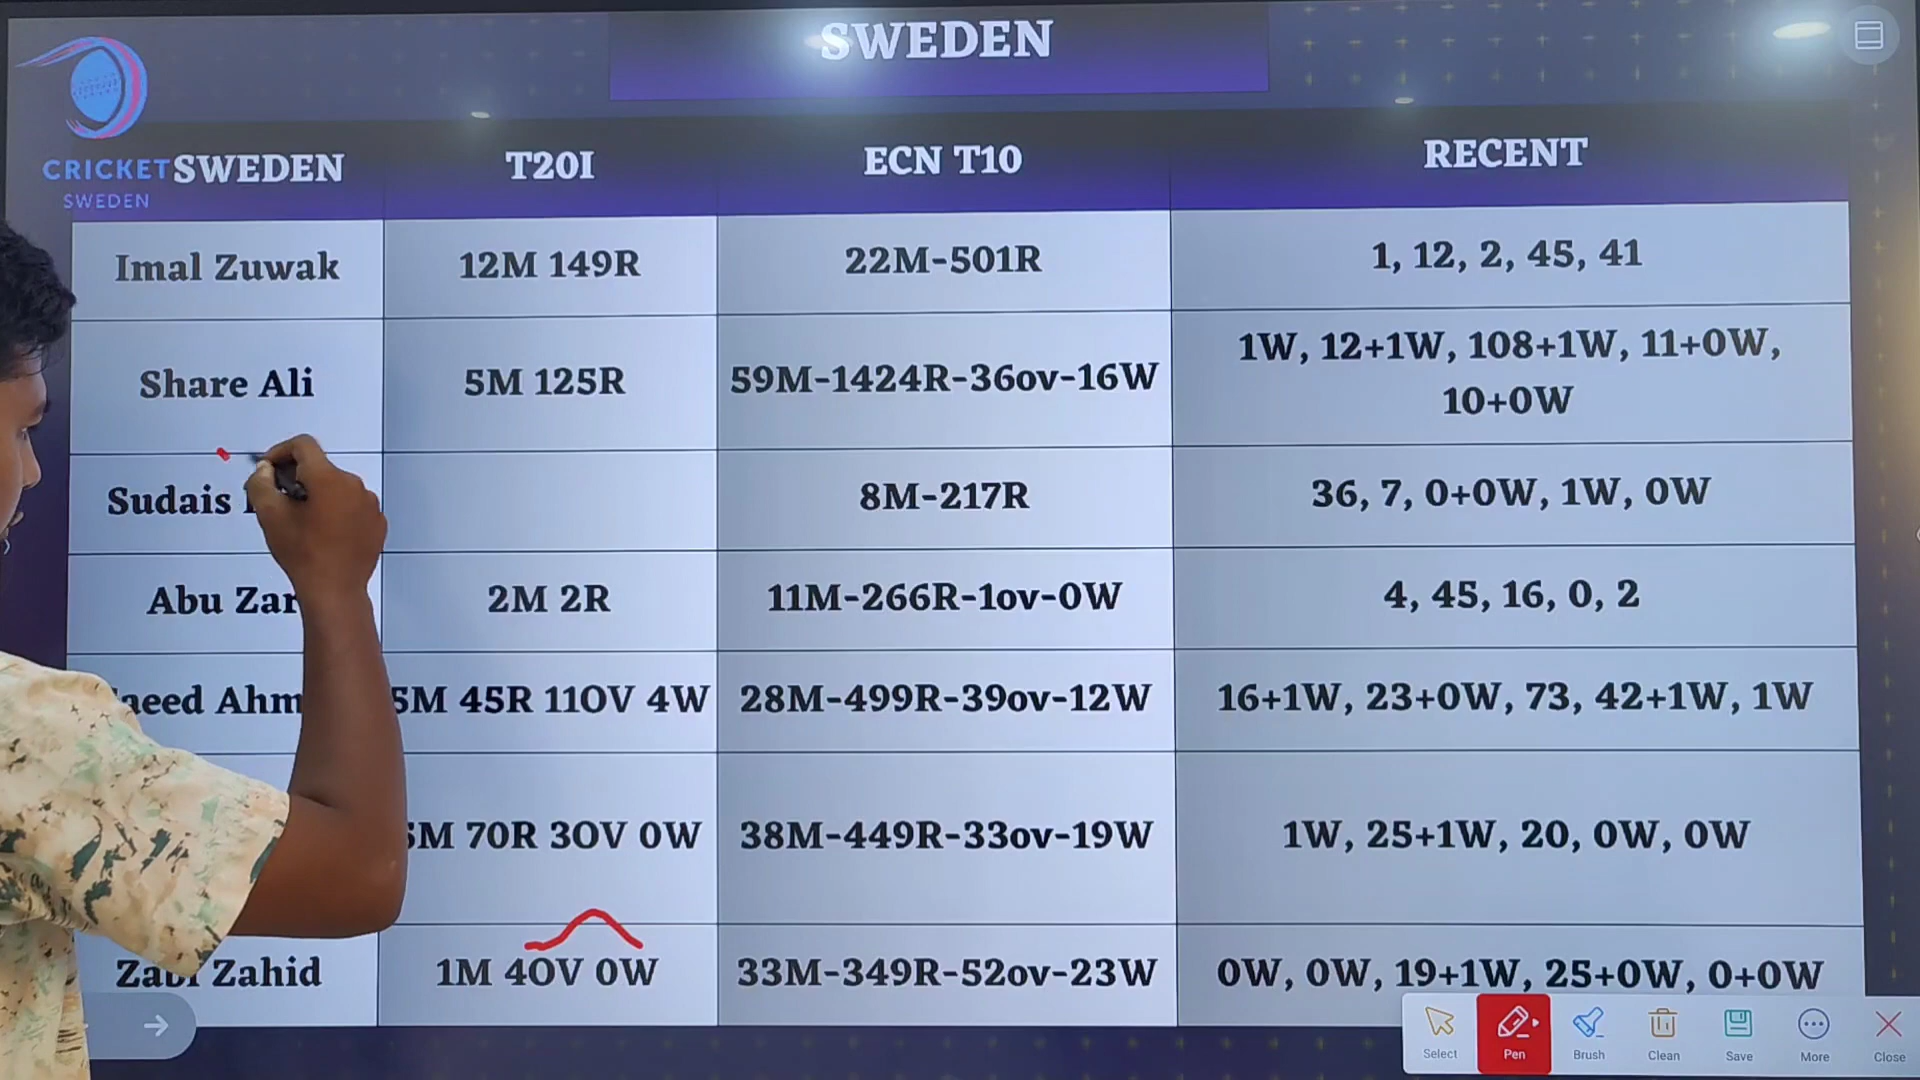 SWEDEN
CRICKET
SWEDEN
SWEDEN T20I ECN T10 RECENT
Imal Zuwak 12M 149R 22M-501R 1, 12, 2, 45, 41
Share Ali 5M 125R 59M-1424R-36ov-16W 1W, 12+1W, 108+1W, 11+0W,
10+0W
Sudais 8M-217R 36, 7, 0+0W, 1W, 0W
Abu Zar 2M 2R 11M-266R-1ov-0W 4, 45, 16, 0, 2
5M 45R 11OV 4W 28M-499R-39ov-12W 16+1W, 23+0W, 73, 42+1W, 1W
70R 3OV 0W 38M-449R-33ov-19W 1W, 25+1W, 20, 0W, 0W
Zahid 1M 4OV 0W 33M-349R-52ov-23W 0W, 0W, 19+1W, 25+0W, 0+0W
Select Pen Brush Clean Save More Close